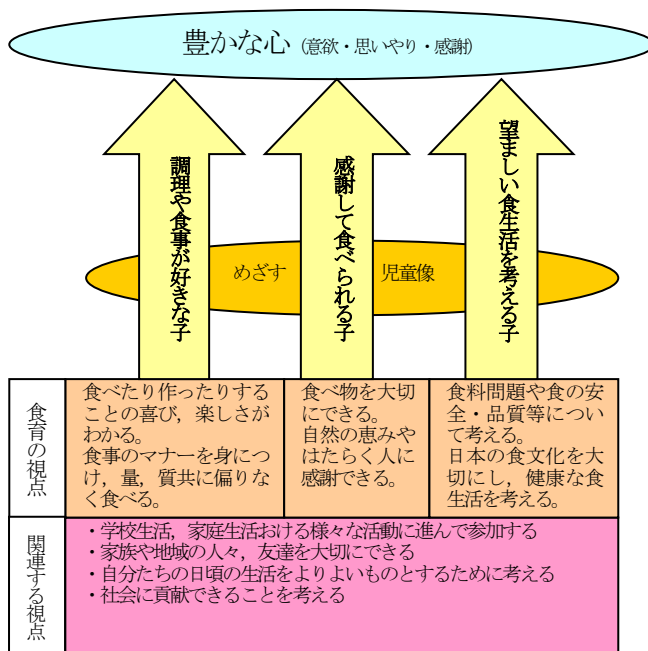 豊かな心（意欲・思いやり・感謝）
調理や食事が好きな子
感謝して食べられる子
望ましい食生活を考える子
めざす　児童像
食育の視点
食べたり作ったりする
ことの喜び，楽しさが
わかる。
食事のマナーを身につ
け，量，質共に偏りな
く食べる。
食べ物を大切
にできる。
自然の恵みや
はたらく人に
感謝できる。
食料問題や食の安
全・品質等につい
て考える。
日本の食文化を大
切にし，健康な食
生活を考える。
関連する視点
・学校生活，家庭生活おける様々な活動に進んで参加する
・家族や地域の人々，友達を大切にできる
・自分たちの日頃の生活をよりよいものとするために考える
・社会に貢献できることを考える